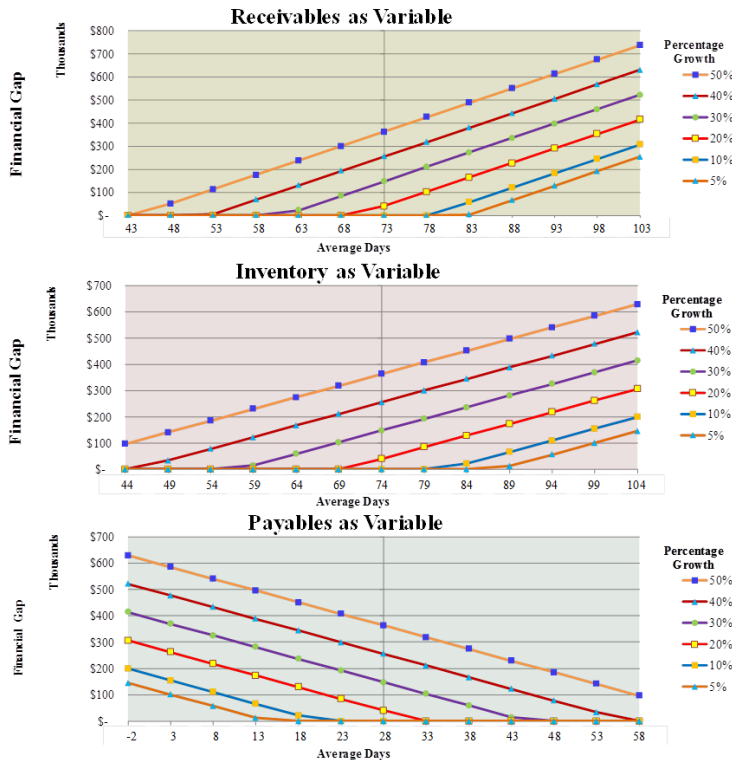 Receivables as Variable
Thousands
Financial Gap
$800
$700
$600
$500
$400
$300
$200
$100
$-
43 48 53 58 63 68 73 78 83 88 93 98 103
Average Days
Percentage
Growth
50%
40%
30%
20%
10%
5%
Inventory as Variable
Thousands
Financial Gap
$700
$600
$500
$400
$300
$200
$100
$-
44 49 54 59 64 69 74 79 84 89 94 99 104
Average Days
Percentage
Growth
50%
40%
30%
20%
10%
5%
Payables as Variable
Thousands
Financial Gap
$700
$600
$500
$400
$300
$200
$100
$-
-2 3 8 13 18 23 28 33 38 43 48 53 58
Average Days
Percentage
Growth
50%
40%
30%
20%
10%
5%